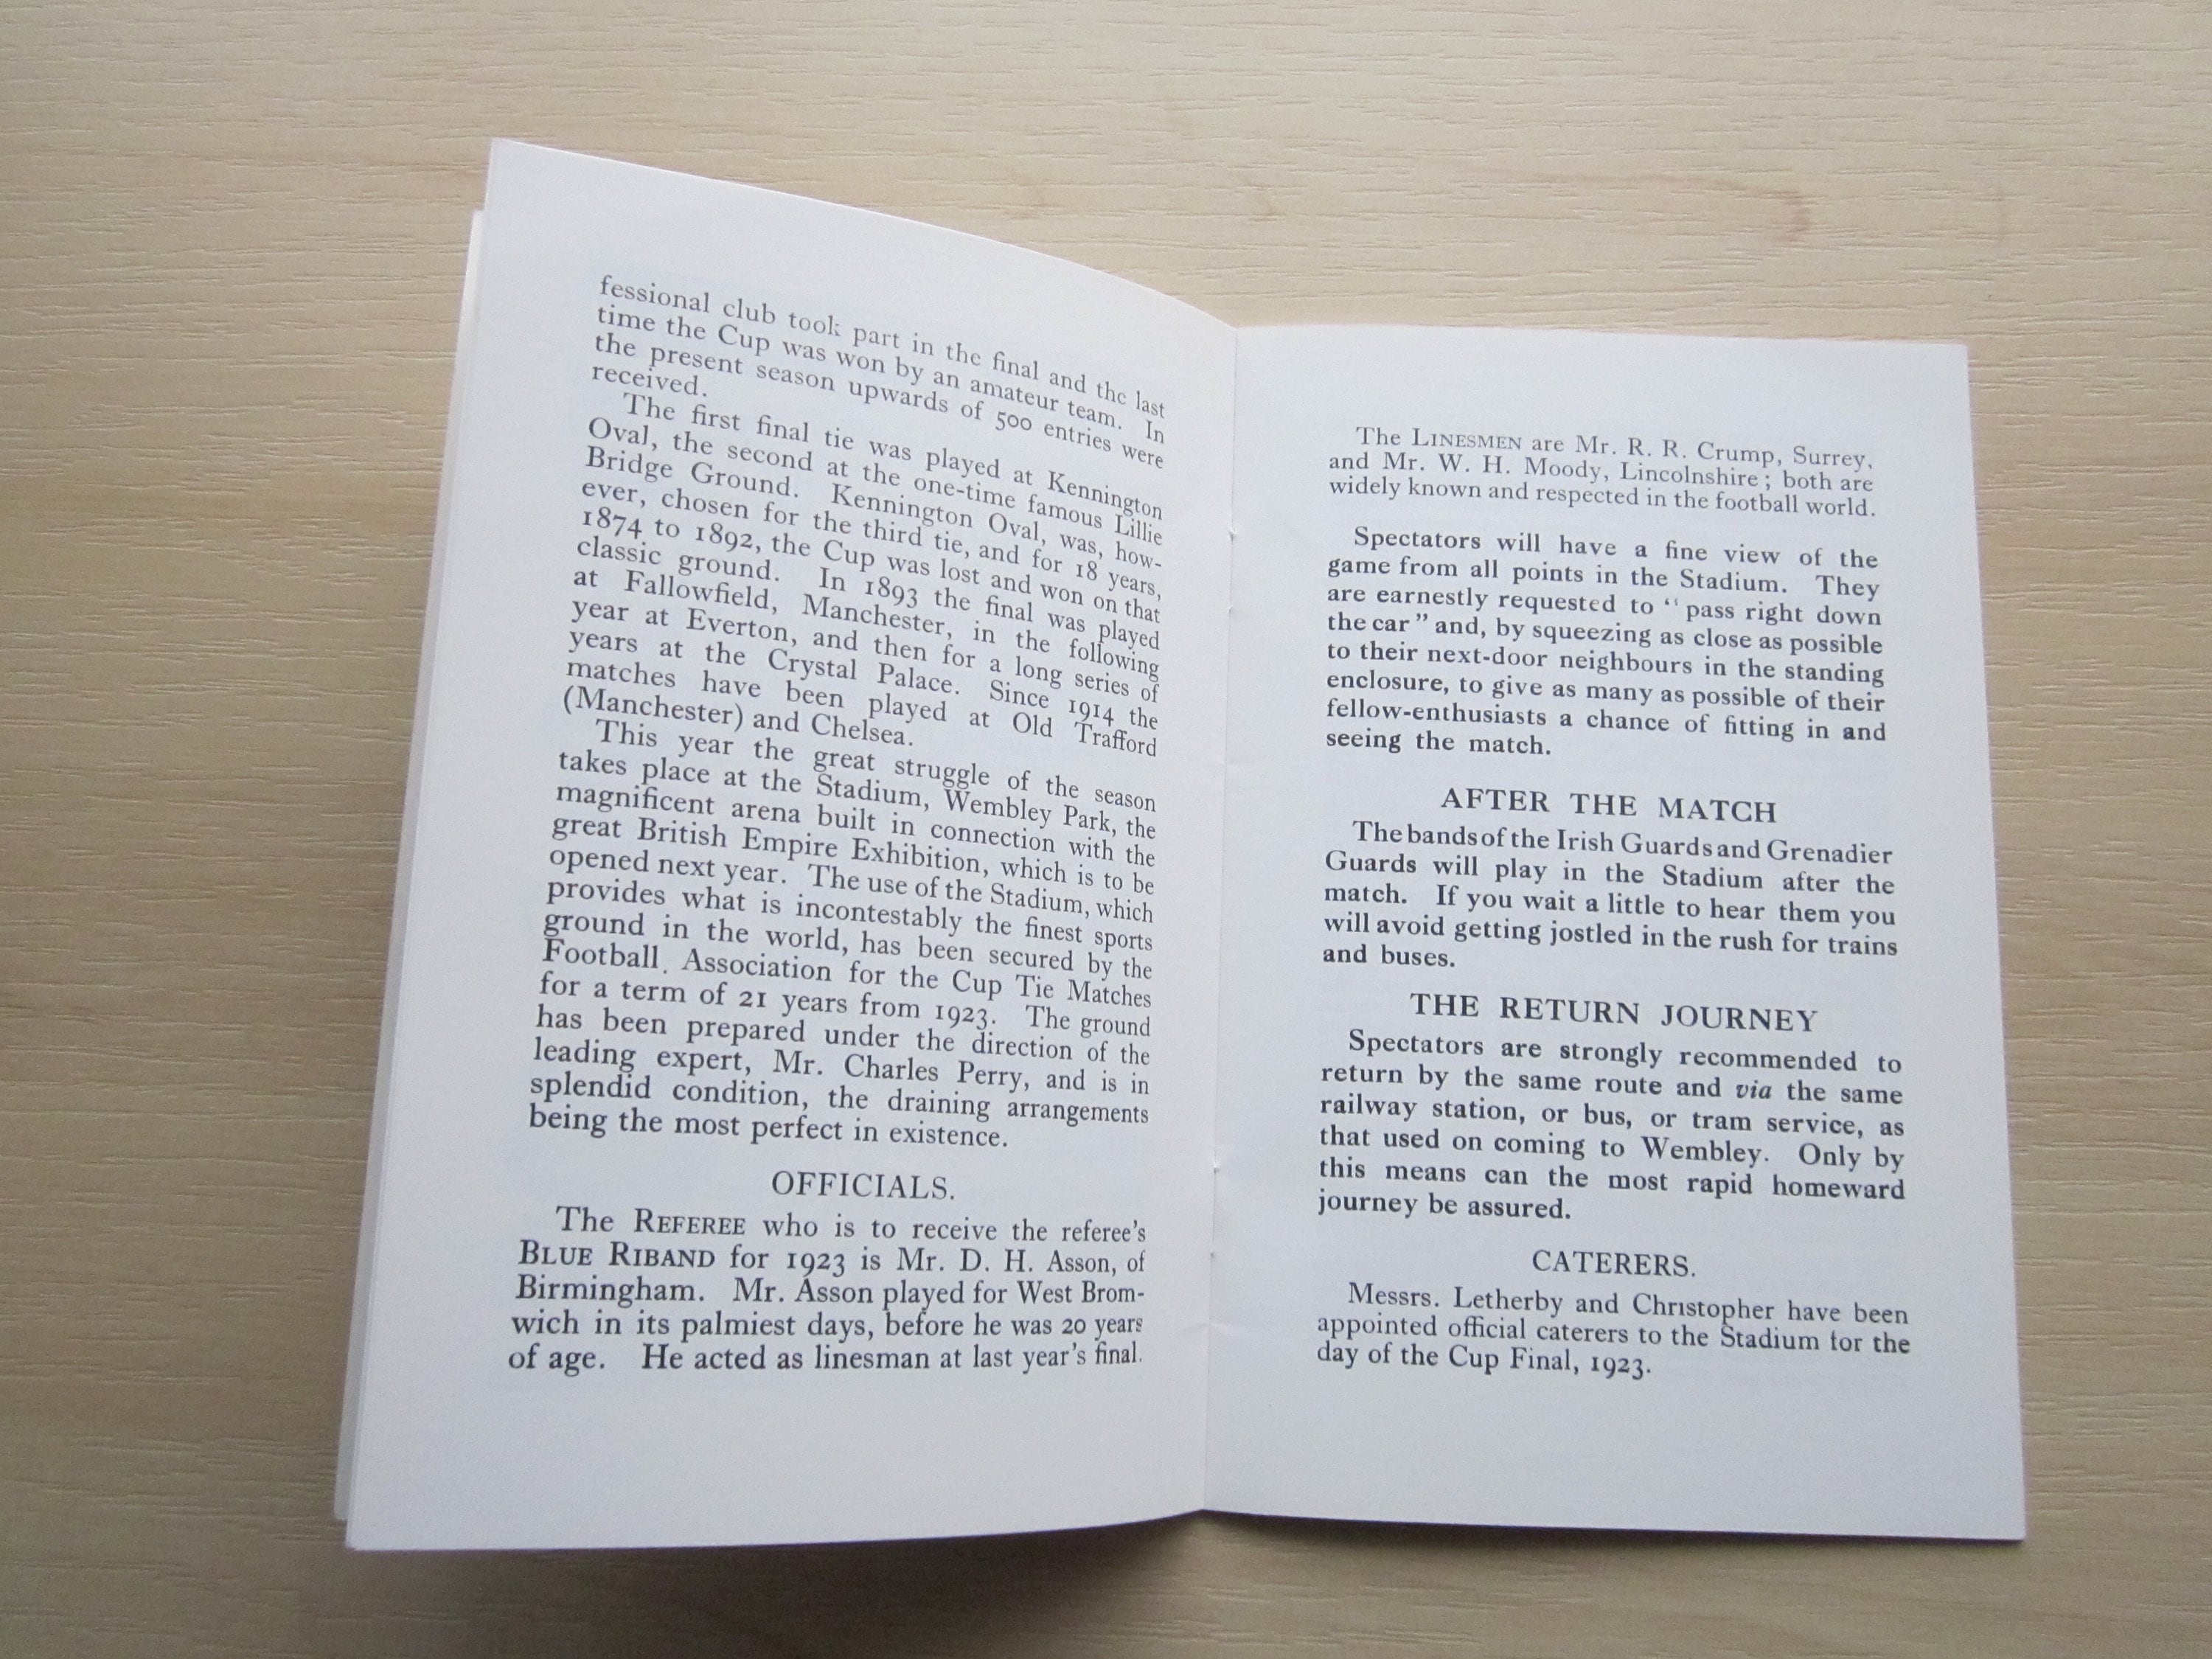 fessional club took part in the final and the last
time the Cup was won by an amateur team. In
the present season upwards of 500 entries were
received.
The first final tie was played at Kennington
Oval, the second at the one-time famous Lillie
Bridge Ground. Kennington Oval, was, how-
ever, chosen for the third tie, and for 18 years,
1874 to 1892, the Cup was lost and won on that
classic ground. In 1893 the final was played
at Fallowfield, Manchester, in the following
year at Everton, and then for a long series of
years at the Crystal Palace. Since 1914 the
matches have been played at Old Trafford
(Manchester) and Chelsea.
This year the great struggle of the season
takes place at the Stadium, Wembley Park, the
magnificent arena built in connection with the
great British Empire Exhibition, which is to be
opened next year. The use of the Stadium, which
provides what is incontestably the finest sports
ground in the world, has been secured by the
Football Association for the Cup Tie Matches
for a term of 21 years from 1923. The ground
has been prepared under the direction of the
leading expert, Mr. Charles Perry, and is in
splendid condition, the draining arrangements
being the most perfect in existence.
OFFICIALS.
The REFEREE who is to receive the referee's
BLUE RIBAND for 1923 is Mr. D. H. Asson, of
Birmingham. Mr. Asson played for West Brom-
wich in its palmiest days, before he was 20 years
of age. He acted as linesman at last year's final.
The LINESMEN are Mr. R. R. Crump, Surrey,
and Mr. W. H. Moody, Lincolnshire; both are
widely known and respected in the football world.
Spectators will have a fine view of the
game from all points in the Stadium. They
are earnestly requested to "pass right down
the car" and, by squeezing as close as possible
to their next-door neighbours in the standing
enclosure, to give as many as possible of their
fellow-enthusiasts a chance of fitting in and
seeing the match.
AFTER THE MATCH
The bands of the Irish Guards and Grenadier
Guards will play in the Stadium after the
match. If you wait a little to hear them you
will avoid getting jostled in the rush for trains
and buses.
THE RETURN JOURNEY
Spectators are strongly recommended to
return by the same route and via the same
railway station, or bus, or tram service, as
that used on coming to Wembley. Only by
this means can the most rapid homeward
journey be assured.
CATERERS.
Messrs. Letherby and Christopher have been
appointed official caterers to the Stadium for the
day of the Cup Final, 1923.